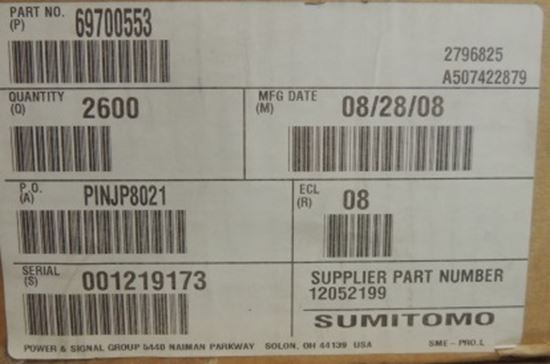 PART NO. 69700553
(P)
2796825
A507422879
QUANTITY 2600
(Q)
MFG DATE 08/28/08
(M)
P.O. PINJP8021
(A)
ECL 08
(R)
SERIAL 001219173
(S)
SUPPLIER PART NUMBER
12052199
SUMITOMO
POWER & SIGNAL GROUP 5440 NAIMAN PARKWAY SOLON, OH 44139 USA SME-PRO.L